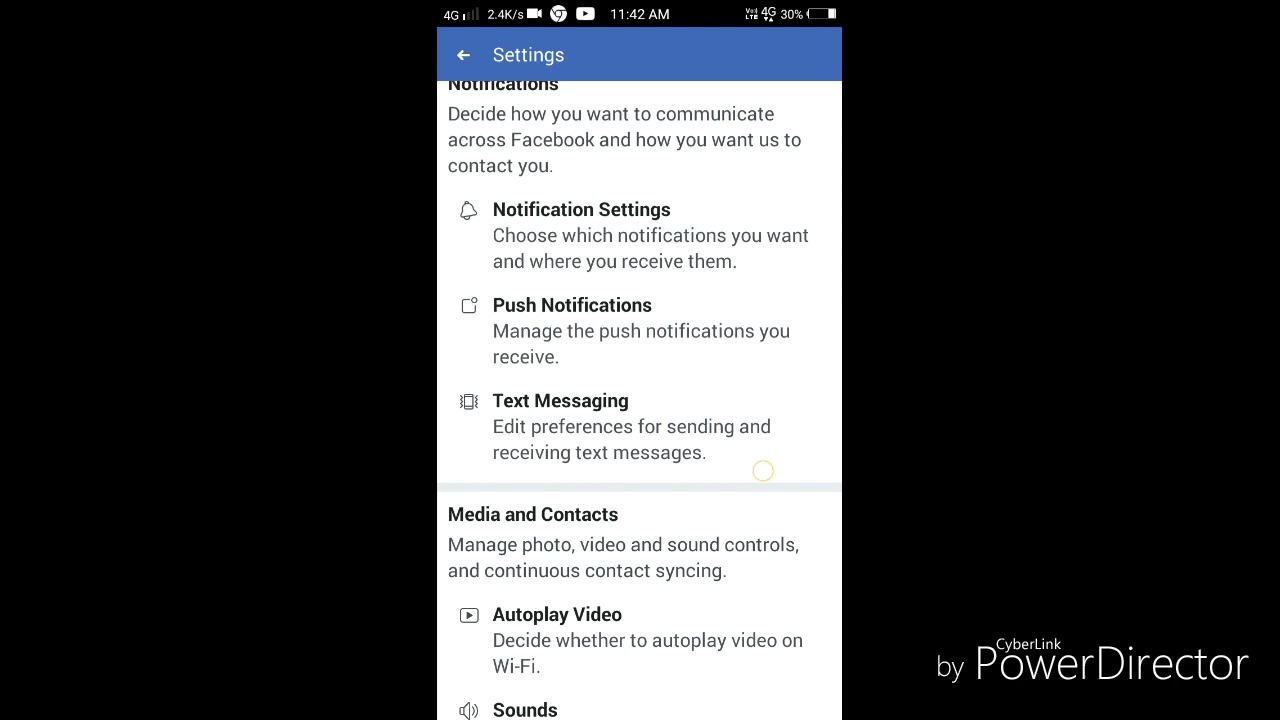 4G 2.4K/s 11:42 AM VoLTE 4G 30%
Settings
Notifications
Decide how you want to communicate
across Facebook and how you want us to
contact you.
Notification Settings
Choose which notifications you want
and where you receive them.
Push Notifications
Manage the push notifications you
receive.
Text Messaging
Edit preferences for sending and
receiving text messages.
Media and Contacts
Manage photo, video and sound controls,
and continuous contact syncing.
Autoplay Video
Decide whether to autoplay video on
Wi-Fi.
Sounds
CyberLink
by PowerDirector